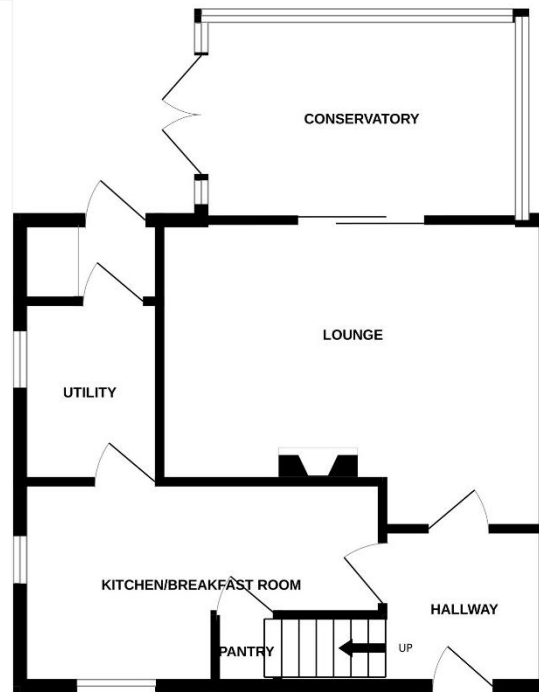 CONSERVATORY
LOUNGE
UTILITY
KITCHEN/BREAKFAST ROOM
HALLWAY
PANTRY
UP